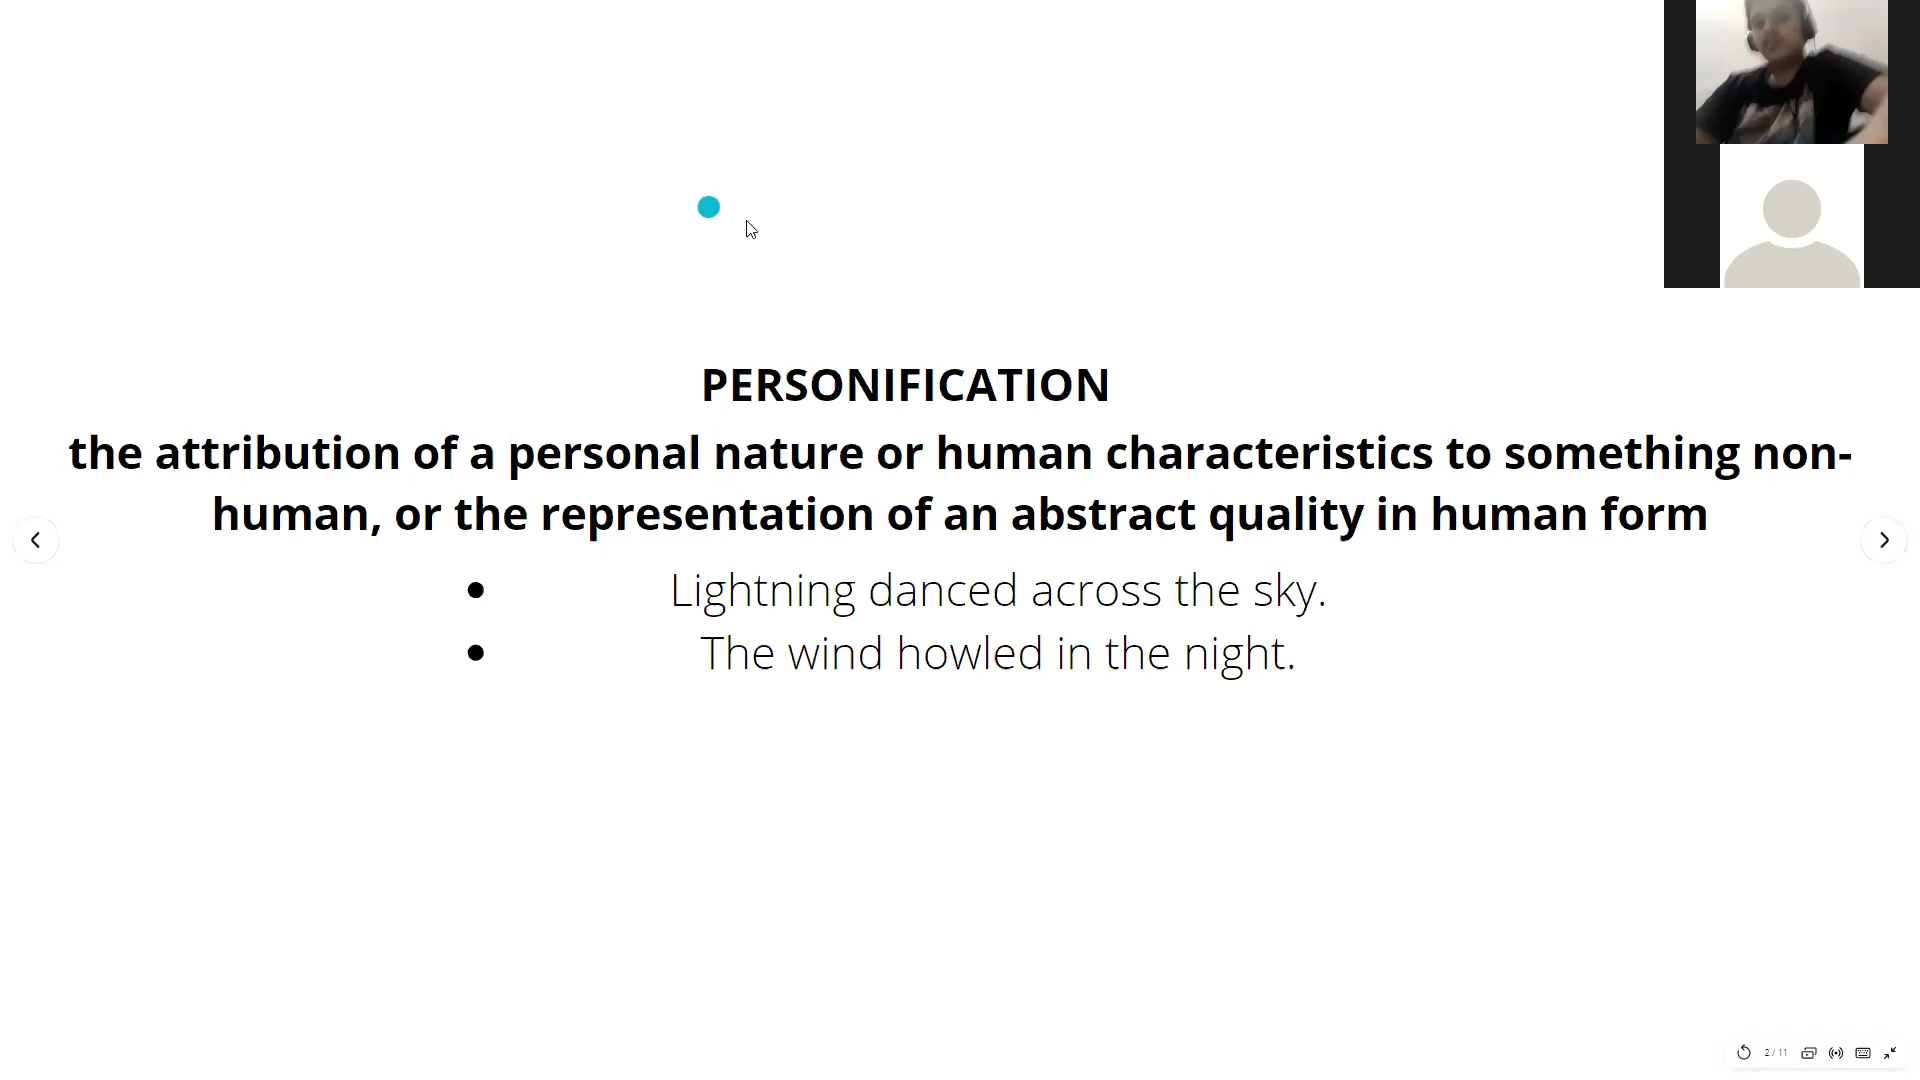 PERSONIFICATION
the attribution of a personal nature or human characteristics to something non-
human, or the representation of an abstract quality in human form
• Lightning danced across the sky.
• The wind howled in the night.
2 / 11